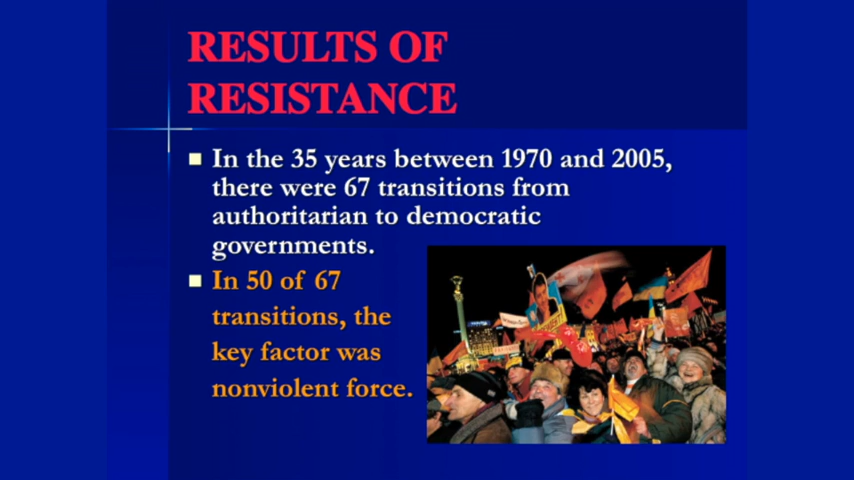 RESULTS OF
RESISTANCE
In the 35 years between 1970 and 2005,
there were 67 transitions from
authoritarian to democratic
governments.
In 50 of 67
transitions, the
key factor was
nonviolent force.